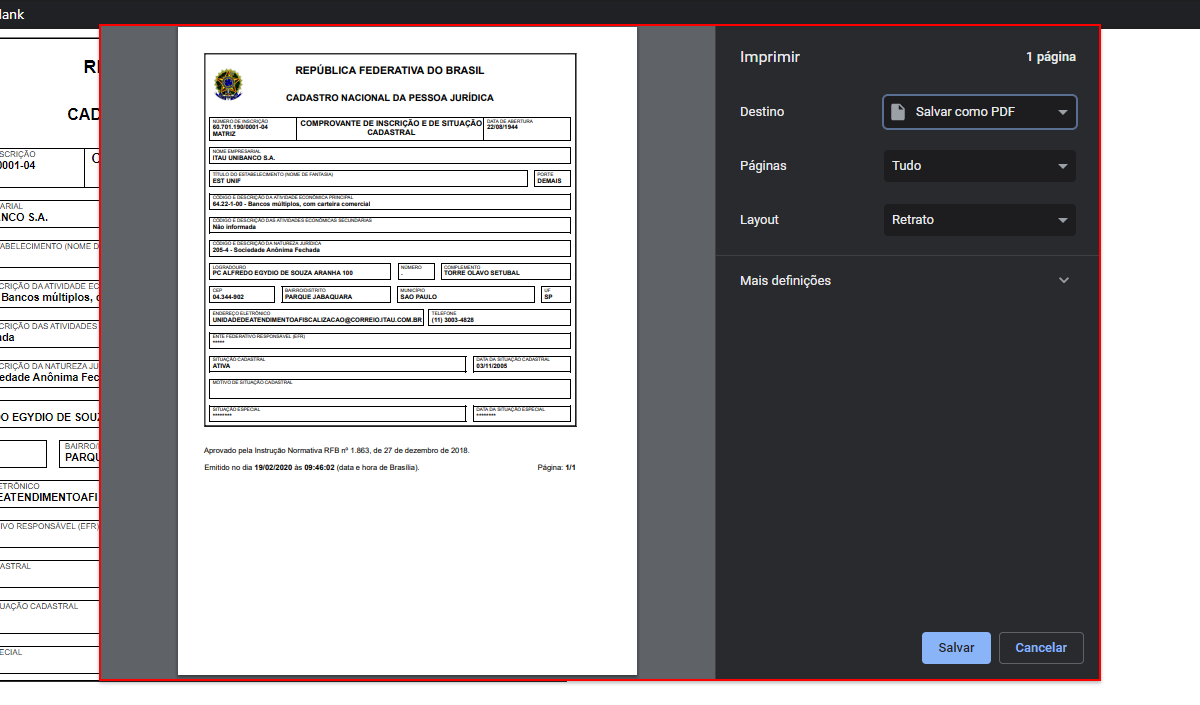 lank
RE
CAD
SCRIÇÃO
0001-04
C
ARIAL
NCO S.A.
ABELECIMENTO (NOME D
CRIÇÃO DA ATIVIDADE EC
Bancos múltiplos, c
CRIÇÃO DAS ATIVIDADES
ada
CRIÇÃO DA NATUREZA JU
edade Anônima Fec
O EGYDIO DE SOUZ
BAIRRO/
PARQU
ETRÔNICO
EATENDIMENTOAFI
IVO RESPONSÁVEL (EFR)
ASTRAL
UAÇÃO CADASTRAL
ECIAL
REPÚBLICA FEDERATIVA DO BRASIL
CADASTRO NACIONAL DA PESSOA JURÍDICA
NÚMERO DE INSCRIÇÃO
60.701.190/0001-04
MATRIZ
COMPROVANTE DE INSCRIÇÃO E DE SITUAÇÃO
CADASTRAL
DATA DE ABERTURA
22/08/1944
NOME EMPRESARIAL
ITAU UNIBANCO S.A.
TÍTULO DO ESTABELECIMENTO (NOME DE FANTASIA)
EST UNIF
PORTE
DEMAIS
CÓDIGO E DESCRIÇÃO DA ATIVIDADE ECONÔMICA PRINCIPAL
64.22-1-00 - Bancos múltiplos, com carteira comercial
CÓDIGO E DESCRIÇÃO DAS ATIVIDADES ECONÔMICAS SECUNDÁRIAS
Não informada
CÓDIGO E DESCRIÇÃO DA NATUREZA JURÍDICA
205-4 - Sociedade Anônima Fechada
LOGRADOURO
PC ALFREDO EGYDIO DE SOUZA ARANHA 100
NÚMERO
.
COMPLEMENTO
TORRE OLAVO SETUBAL
CEP
04.344-902
BAIRRO/DISTRITO
PARQUE JABAQUARA
MUNICÍPIO
SAO PAULO
UF
SP
ENDEREÇO ELETRÔNICO
UNIDADEDEATENDIMENTOAFISCALIZACAO@CORREIO.ITAU.COM.BR
TELEFONE
(11) 3003-4828
ENTE FEDERATIVO RESPONSÁVEL (EFR)
*****
SITUAÇÃO CADASTRAL
ATIVA
DATA DA SITUAÇÃO CADASTRAL
03/11/2005
MOTIVO DE SITUAÇÃO CADASTRAL
SITUAÇÃO ESPECIAL
********
DATA DA SITUAÇÃO ESPECIAL
********
Aprovado pela Instrução Normativa RFB nº 1.863, de 27 de dezembro de 2018.
Emitido no dia 19/02/2020 às 09:46:02 (data e hora de Brasília).
Página: 1/1
Imprimir
1 página
Destino
Salvar como PDF
Páginas
Tudo
Layout
Retrato
Mais definições
Salvar
Cancelar